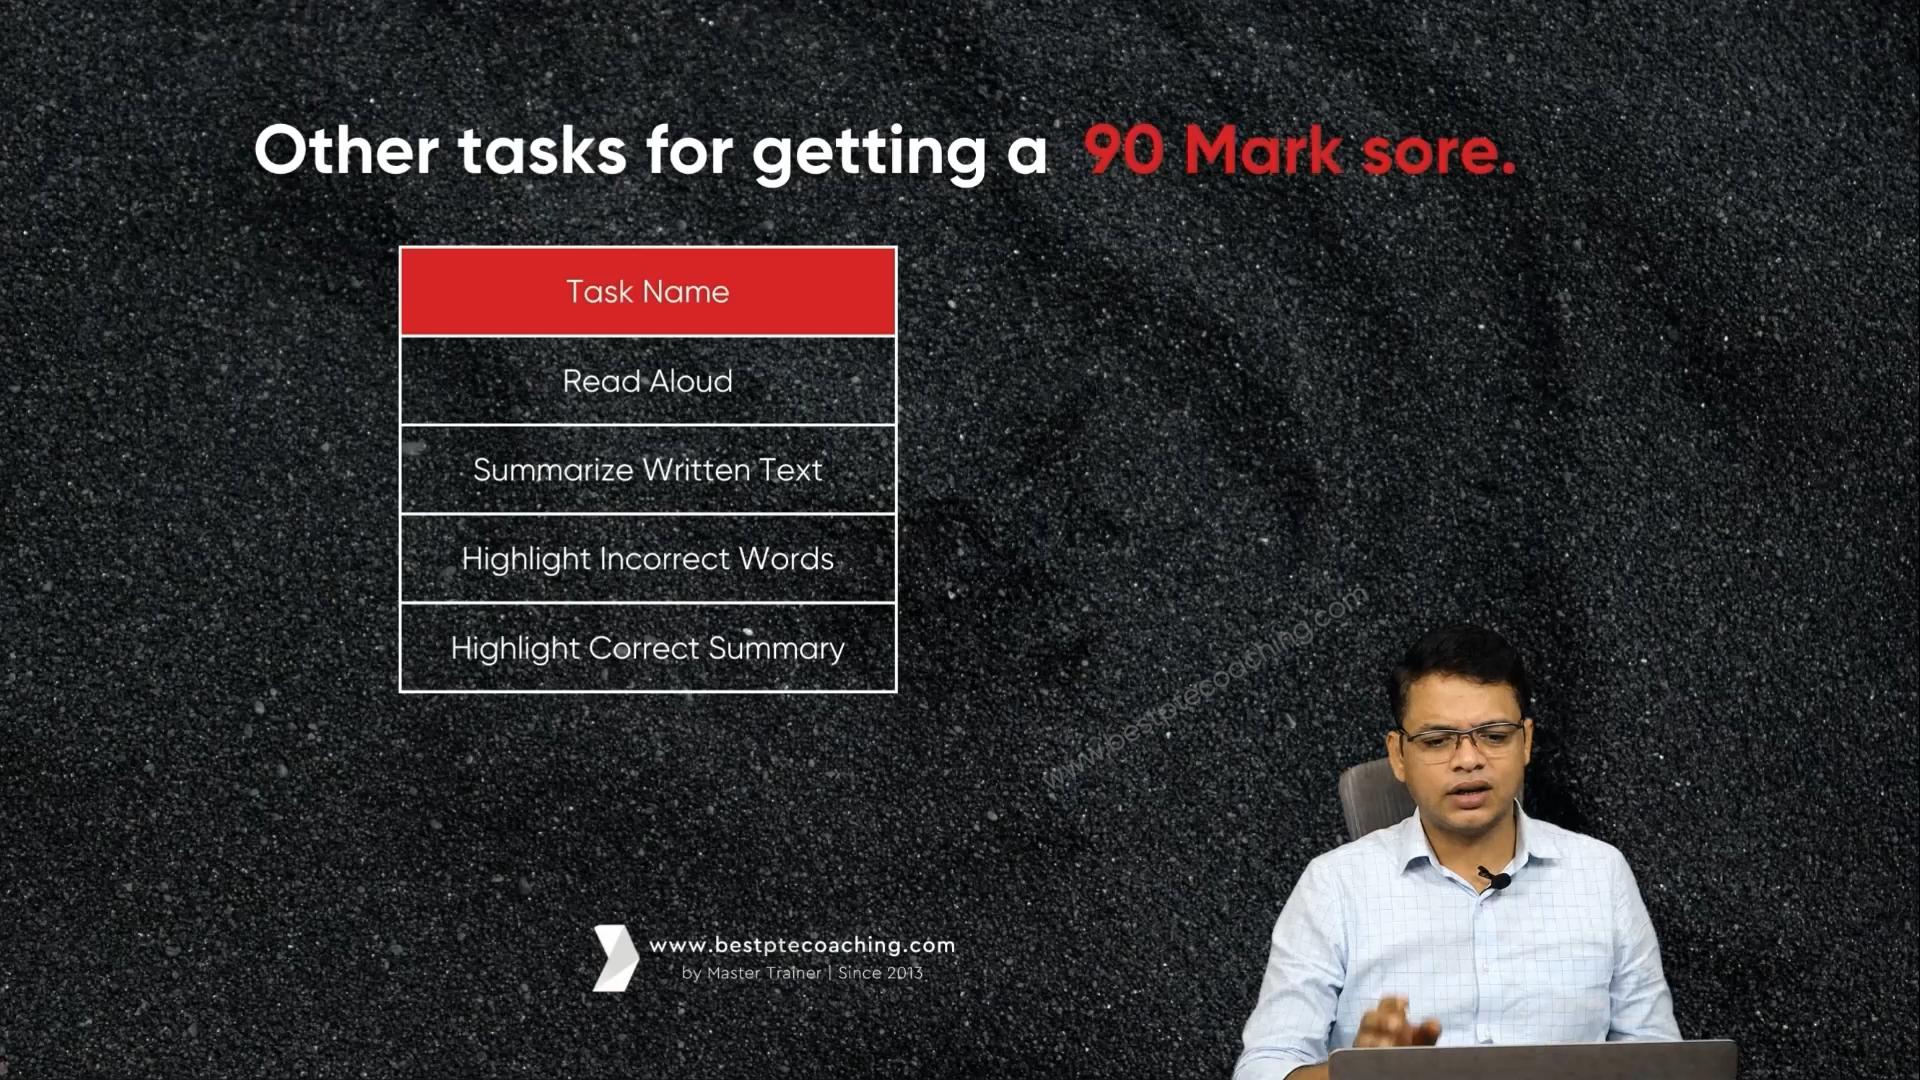 Other tasks for getting a 90 Mark sore.
Task Name
Read Aloud
Summarize Written Text
Highlight Incorrect Words
Highlight Correct Summary
www.bestptecoaching.com
www.bestptecoaching.com
by Master Trainer | Since 2013